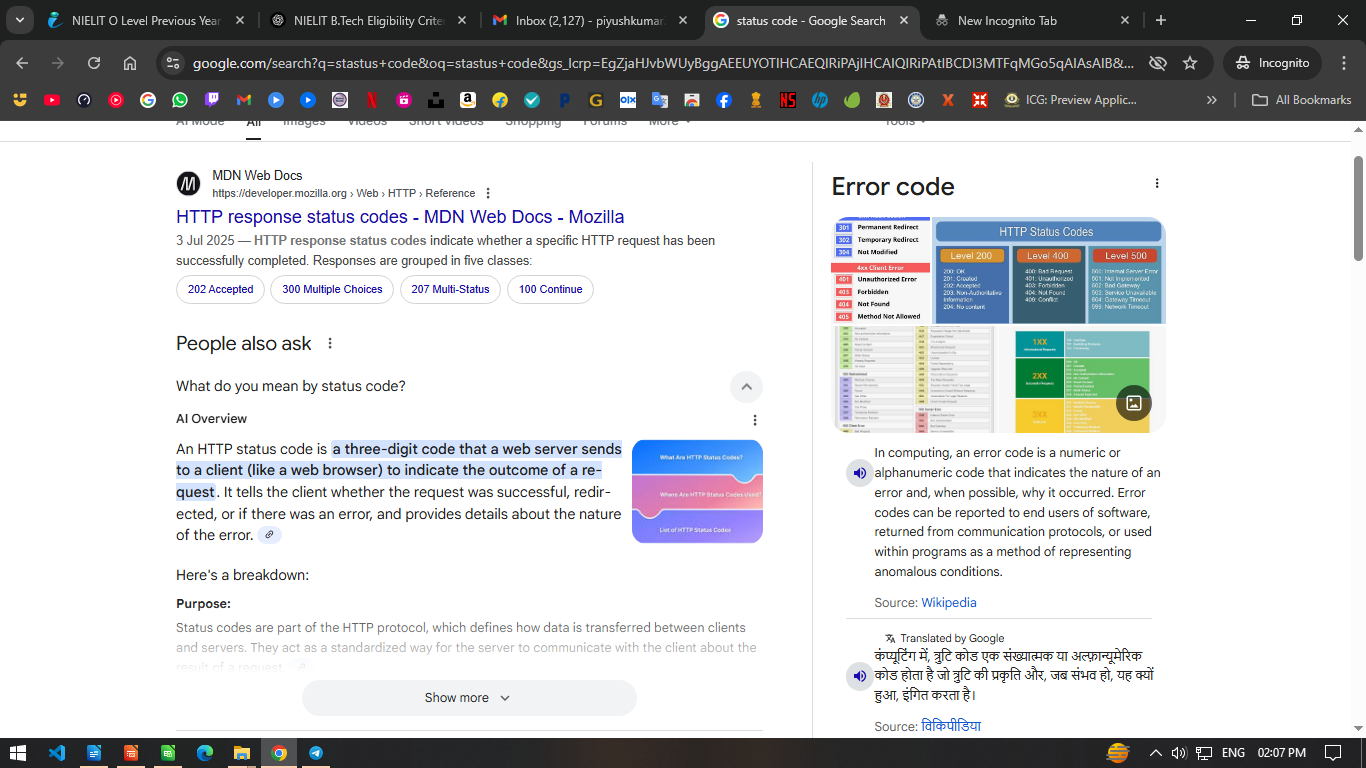 NIELIT O Level Previous Year
NIELIT B.Tech Eligibility Crite
Inbox (2,127) - piyushkumar
status code - Google Search
New Incognito Tab
google.com/search?q=stastus+code&oq=stastus+code&gs_lcrp=EgZjaHJvbWUyBggAEEUYOTIHCAEQIRiPAjIHCAIQIRiPAtIBCDI3MTFqMGo5qAIAsAIB&...
Incognito
ICG: Preview Applic...
All Bookmarks
AI Mode
All
Images
Videos
Short videos
Shopping
Forums
More
Tools
MDN Web Docs
https://developer.mozilla.org › Web › HTTP › Reference
HTTP response status codes - MDN Web Docs - Mozilla
3 Jul 2025 — HTTP response status codes indicate whether a specific HTTP request has been
successfully completed. Responses are grouped in five classes:
202 Accepted
300 Multiple Choices
207 Multi-Status
100 Continue
People also ask
What do you mean by status code?
AI Overview
An HTTP status code is a three-digit code that a web server sends
to a client (like a web browser) to indicate the outcome of a re-
quest. It tells the client whether the request was successful, redir-
ected, or if there was an error, and provides details about the nature
of the error.
What Are HTTP Status Codes?
Where Are HTTP Status Codes Used?
List of HTTP Status Codes
Here's a breakdown:
Purpose:
Status codes are part of the HTTP protocol, which defines how data is transferred between clients
and servers. They act as a standardized way for the server to communicate with the client about the
result of a request.
Show more
Error code
301 Permanent Redirect
302 Temporary Redirect
304 Not Modified
4xx Client Error
401 Unauthorized Error
403 Forbidden
404 Not Found
405 Method Not Allowed
HTTP Status Codes
Level 200
200: OK
201: Created
202: Accepted
203: Non-Authoritative
Information
204: No content
Level 400
400: Bad Request
401: Unauthorized
403: Forbidden
404: Not Found
409: Conflict
Level 500
500: Internal Server Error
501: Not Implemented
502: Bad Gateway
503: Service Unavailable
504: Gateway Timeout
599: Network Timeout
1XX
2XX
3XX
In computing, an error code is a numeric or
alphanumeric code that indicates the nature of an
error and, when possible, why it occurred. Error
codes can be reported to end users of software,
returned from communication protocols, or used
within programs as a method of representing
anomalous conditions.
Source: Wikipedia
Translated by Google
कंप्यूटिंग में, त्रुटि कोड एक संख्यात्मक या अल्फ़ान्यूमेरिक
कोड होता है जो त्रुटि की प्रकृति और, जब संभव हो, यह क्यों
हुआ, इंगित करता है।
Source: विकिपीडिया
ENG
02:07 PM